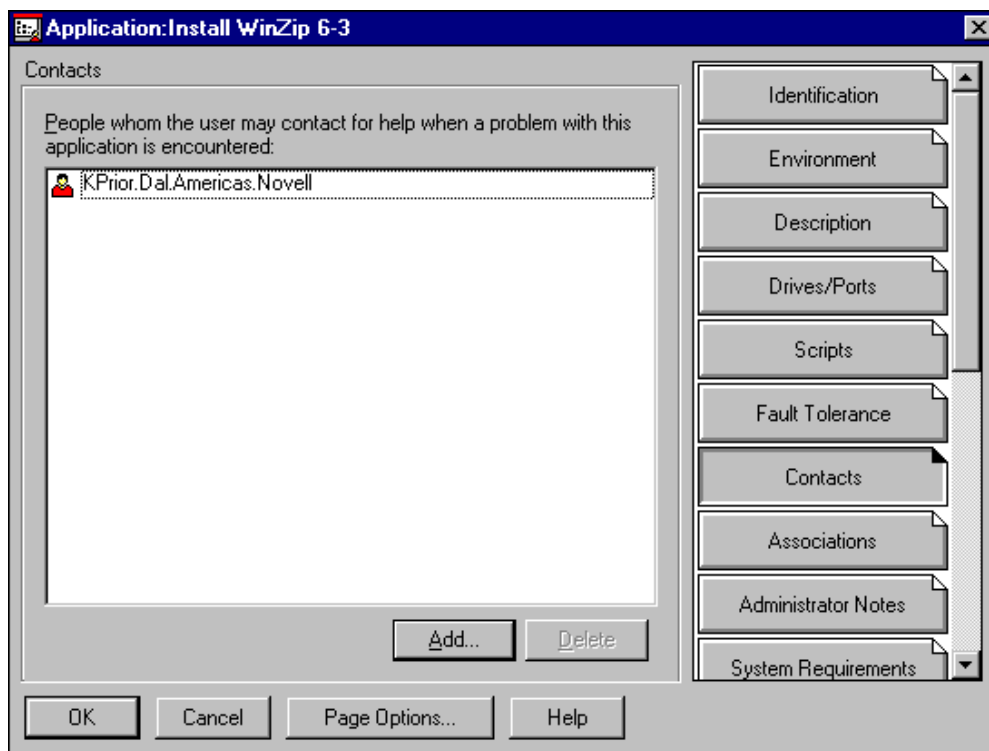 Application:Install WinZip 6-3
Contacts
People whom the user may contact for help when a problem with this
application is encountered:
KPrior.Dal.Americas.Novell
Add...
Delete
Identification
Environment
Description
Drives/Ports
Scripts
Fault Tolerance
Contacts
Associations
Administrator Notes
System Requirements
OK
Cancel
Page Options...
Help